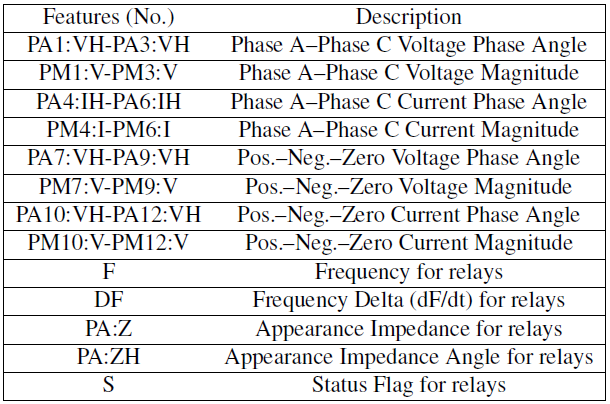 Features (No.) Description
PA1:VH-PA3:VH Phase A–Phase C Voltage Phase Angle
PM1:V-PM3:V Phase A–Phase C Voltage Magnitude
PA4:IH-PA6:IH Phase A–Phase C Current Phase Angle
PM4:I-PM6:I Phase A–Phase C Current Magnitude
PA7:VH-PA9:VH Pos.–Neg.–Zero Voltage Phase Angle
PM7:V-PM9:V Pos.–Neg.–Zero Voltage Magnitude
PA10:VH-PA12:VH Pos.–Neg.–Zero Current Phase Angle
PM10:V-PM12:V Pos.–Neg.–Zero Current Magnitude
F Frequency for relays
DF Frequency Delta (dF/dt) for relays
PA:Z Appearance Impedance for relays
PA:ZH Appearance Impedance Angle for relays
S Status Flag for relays